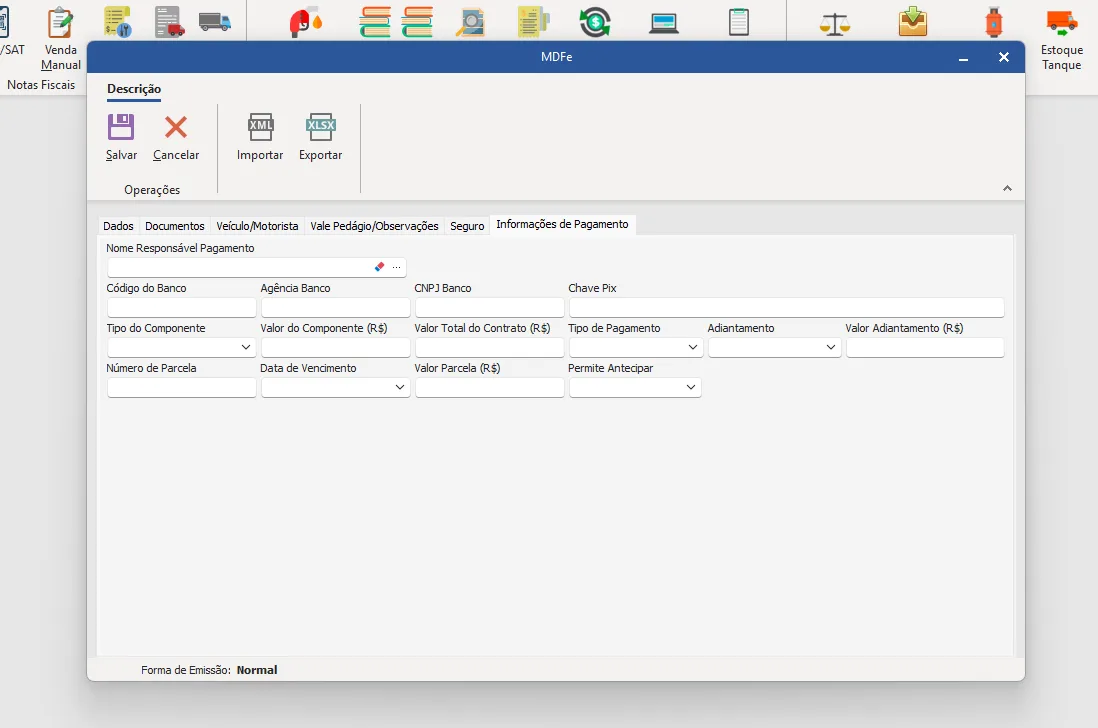 /SAT
Venda
Manual
Notas Fiscais
Estoque
Tanque
MDFe
Descrição
XML
XLSX
Salvar Cancelar Importar Exportar
Operações
Dados Documentos Veículo/Motorista Vale Pedágio/Observações Seguro Informações de Pagamento
Nome Responsável Pagamento
...
Código do Banco Agência Banco CNPJ Banco Chave Pix
Tipo do Componente Valor do Componente (R$) Valor Total do Contrato (R$) Tipo de Pagamento Adiantamento Valor Adiantamento (R$)
Número de Parcela Data de Vencimento Valor Parcela (R$) Permite Antecipar
Forma de Emissão: Normal